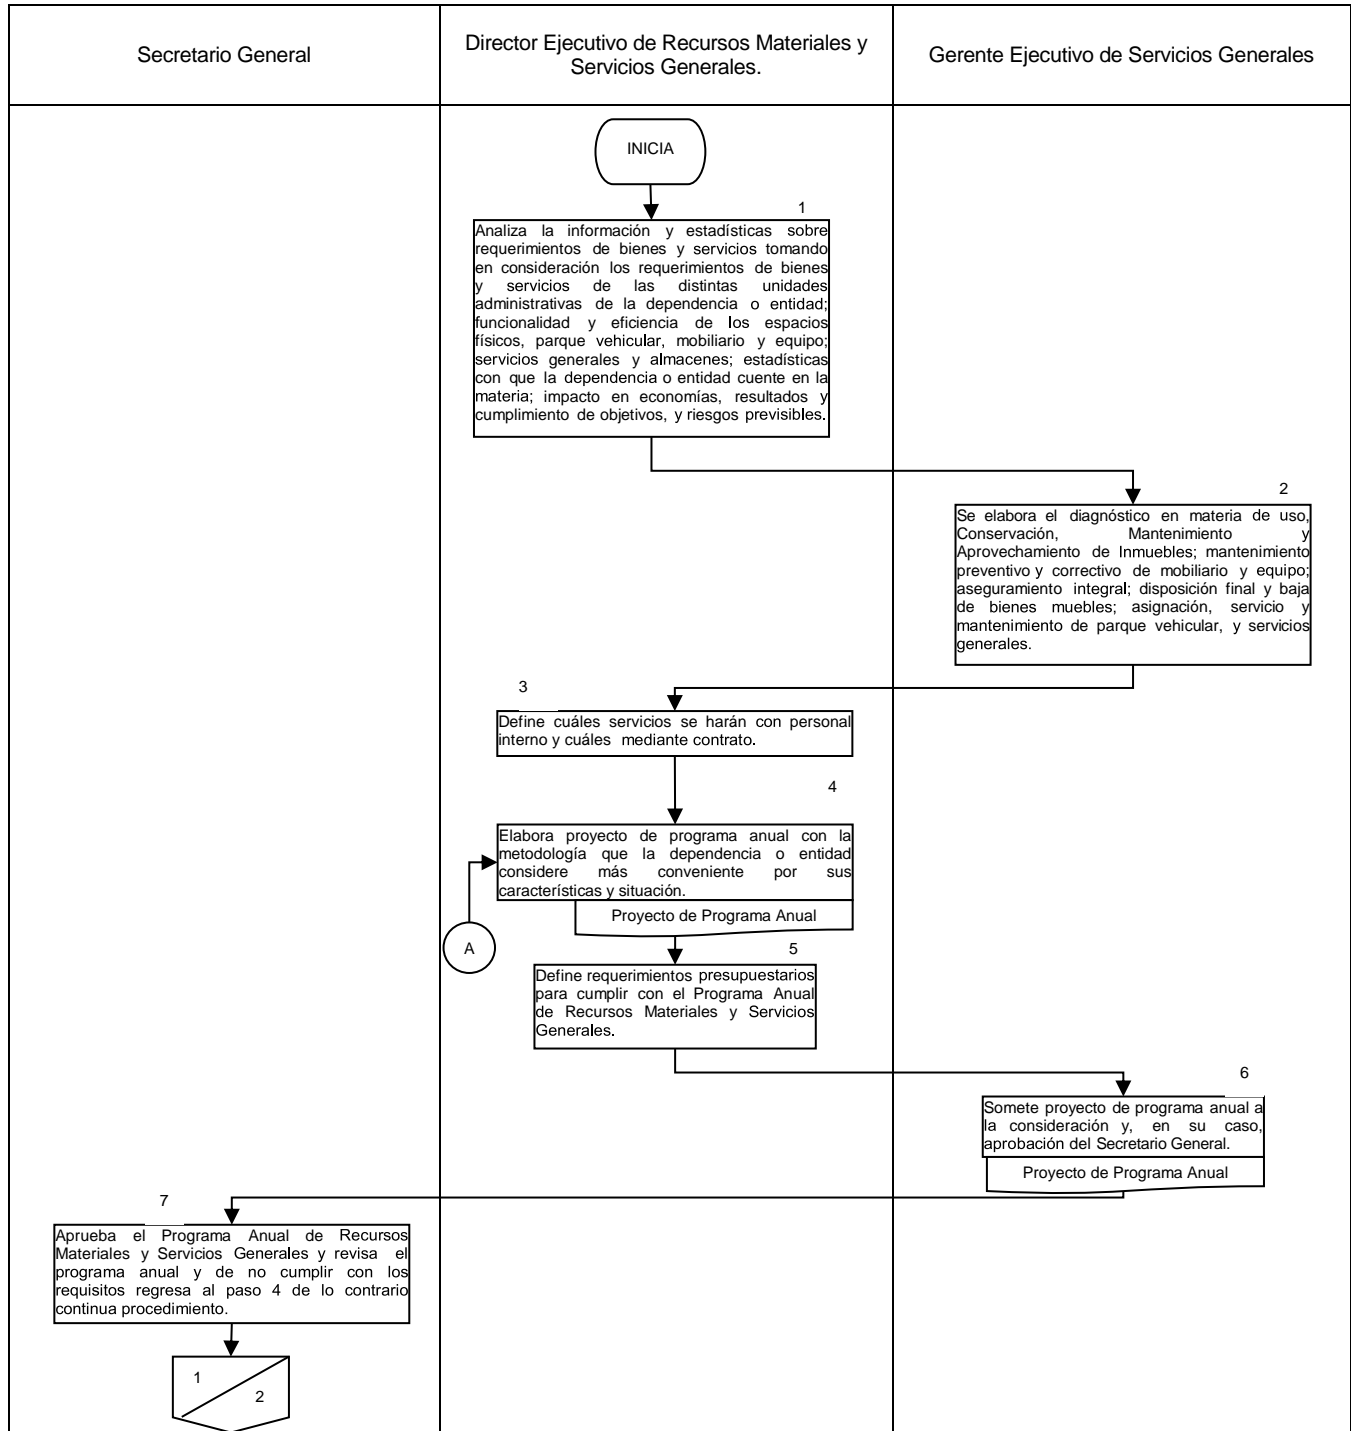 Secretario General
Director Ejecutivo de Recursos Materiales y
Servicios Generales.
Gerente Ejecutivo de Servicios Generales
INICIA
1
Analiza la información y estadísticas sobre
requerimientos de bienes y servicios tomando
en consideración los requerimientos de bienes
y servicios de las distintas unidades
administrativas de la dependencia o entidad;
funcionalidad y eficiencia de los espacios
físicos, parque vehicular, mobiliario y equipo;
servicios generales y almacenes; estadísticas
con que la dependencia o entidad cuente en la
materia; impacto en economías, resultados y
cumplimiento de objetivos, y riesgos previsibles.
2
Se elabora el diagnóstico en materia de uso,
Conservación, Mantenimiento y
Aprovechamiento de Inmuebles; mantenimiento
preventivo y correctivo de mobiliario y equipo;
aseguramiento integral; disposición final y baja
de bienes muebles; asignación, servicio y
mantenimiento de parque vehicular, y servicios
generales.
3
Define cuáles servicios se harán con personal
interno y cuáles mediante contrato.
4
Elabora proyecto de programa anual con la
metodología que la dependencia o entidad
considere más conveniente por sus
características y situación.
Proyecto de Programa Anual
A
5
Define requerimientos presupuestarios
para cumplir con el Programa Anual
de Recursos Materiales y Servicios
Generales.
6
Somete proyecto de programa anual a
la consideración y, en su caso,
aprobación del Secretario General.
Proyecto de Programa Anual
7
Aprueba el Programa Anual de Recursos
Materiales y Servicios Generales y revisa el
programa anual y de no cumplir con los
requisitos regresa al paso 4 de lo contrario
continua procedimiento.
1
2